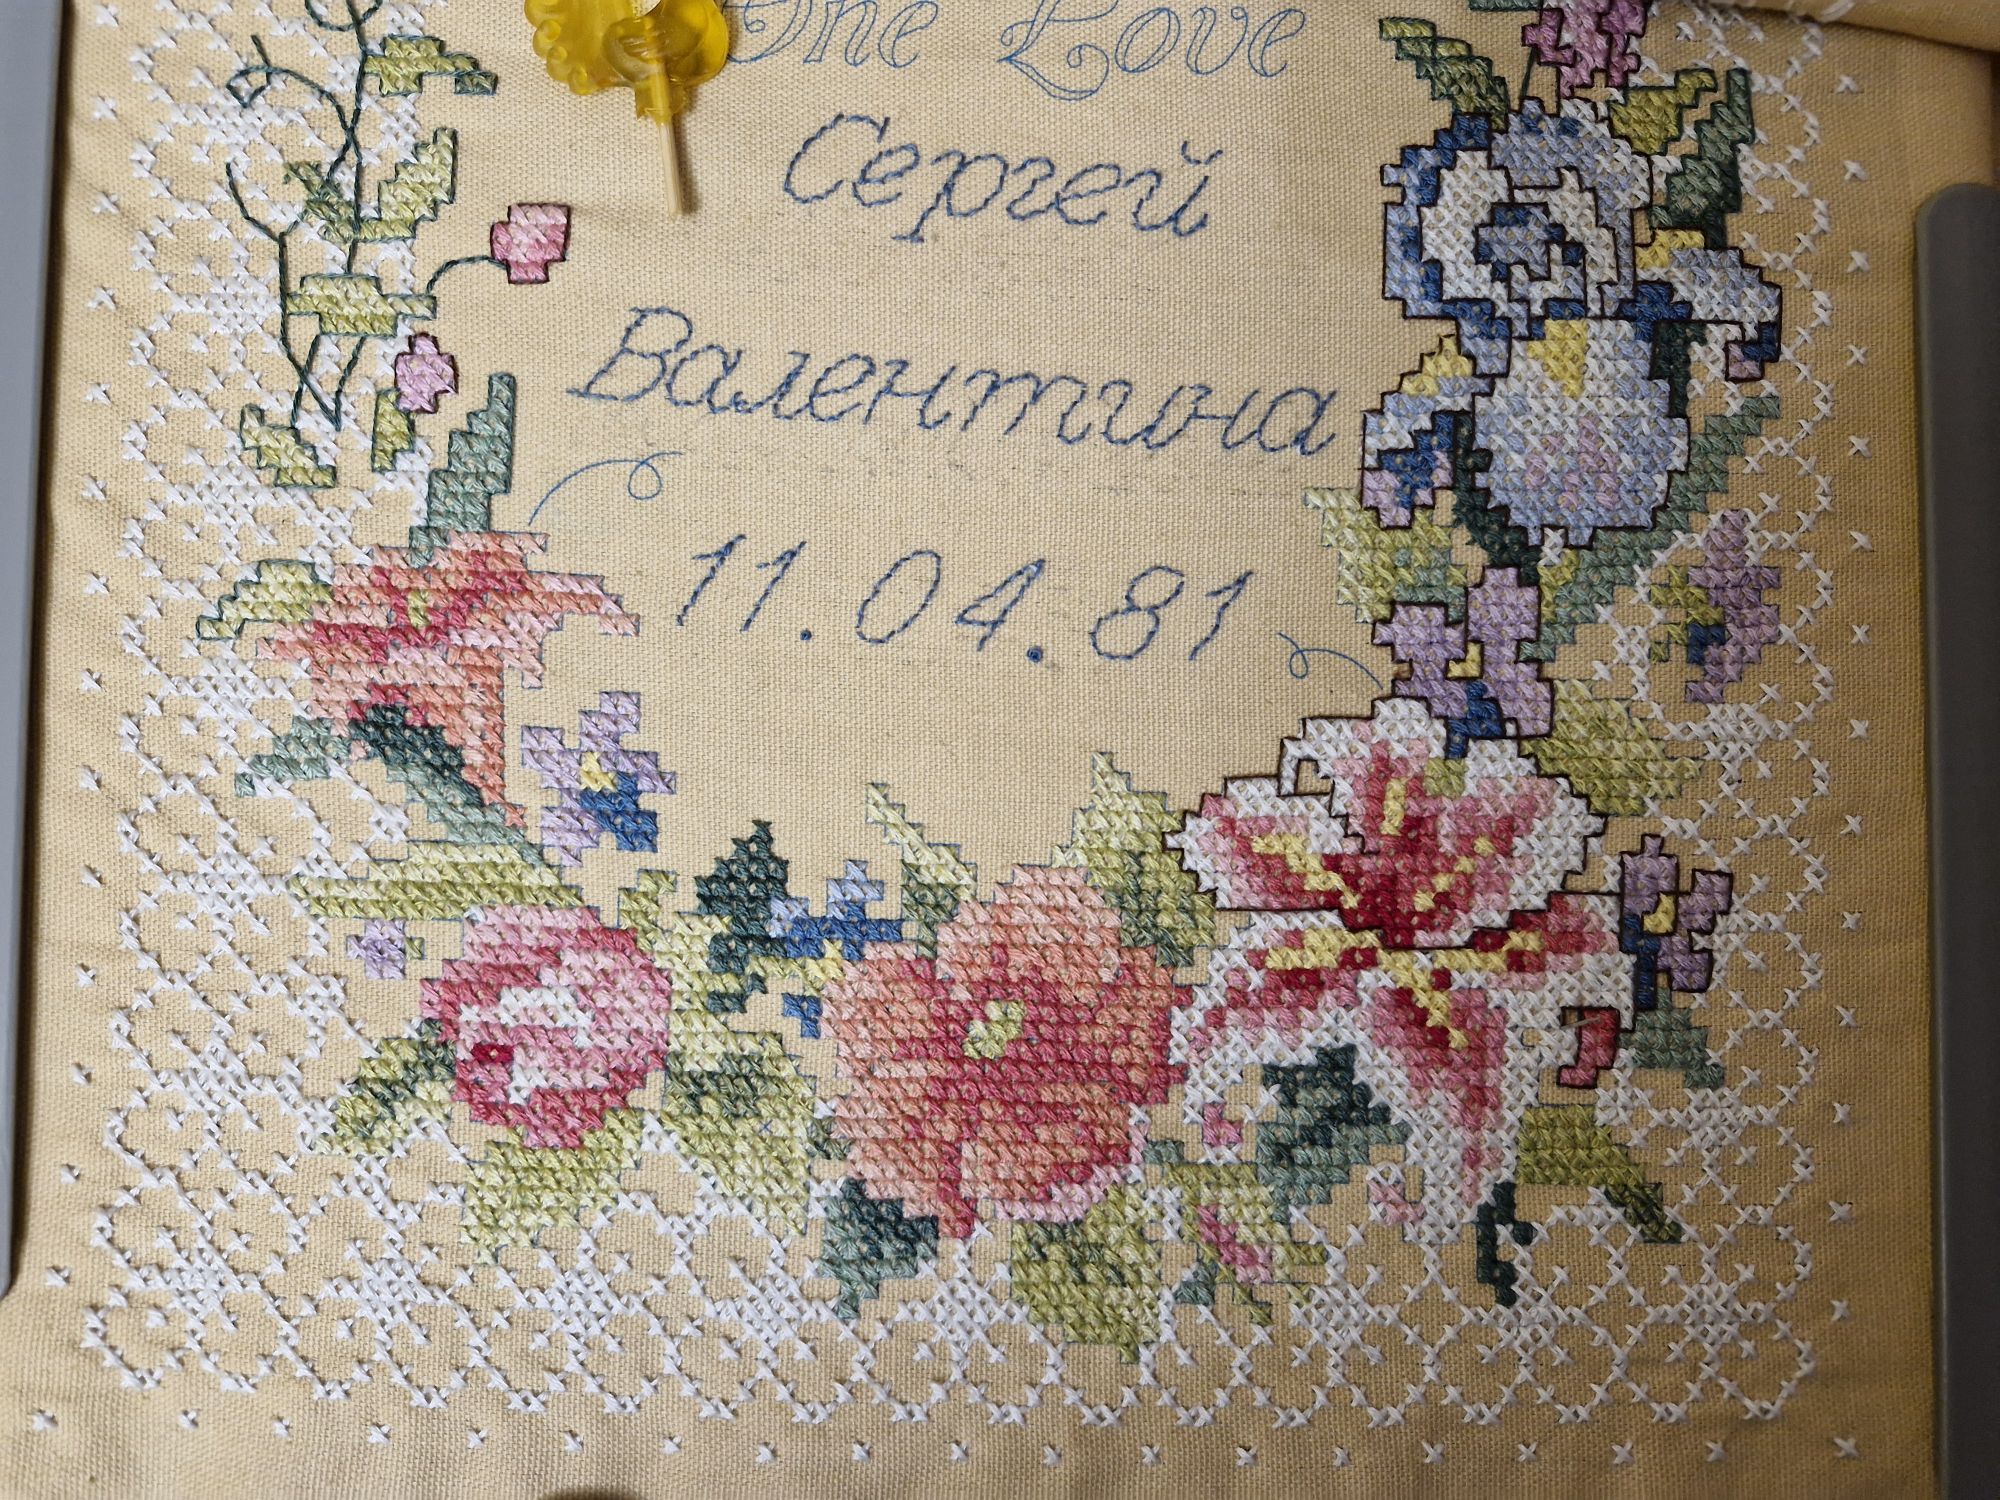 One Love
Сергей
Валентина
11.04.81